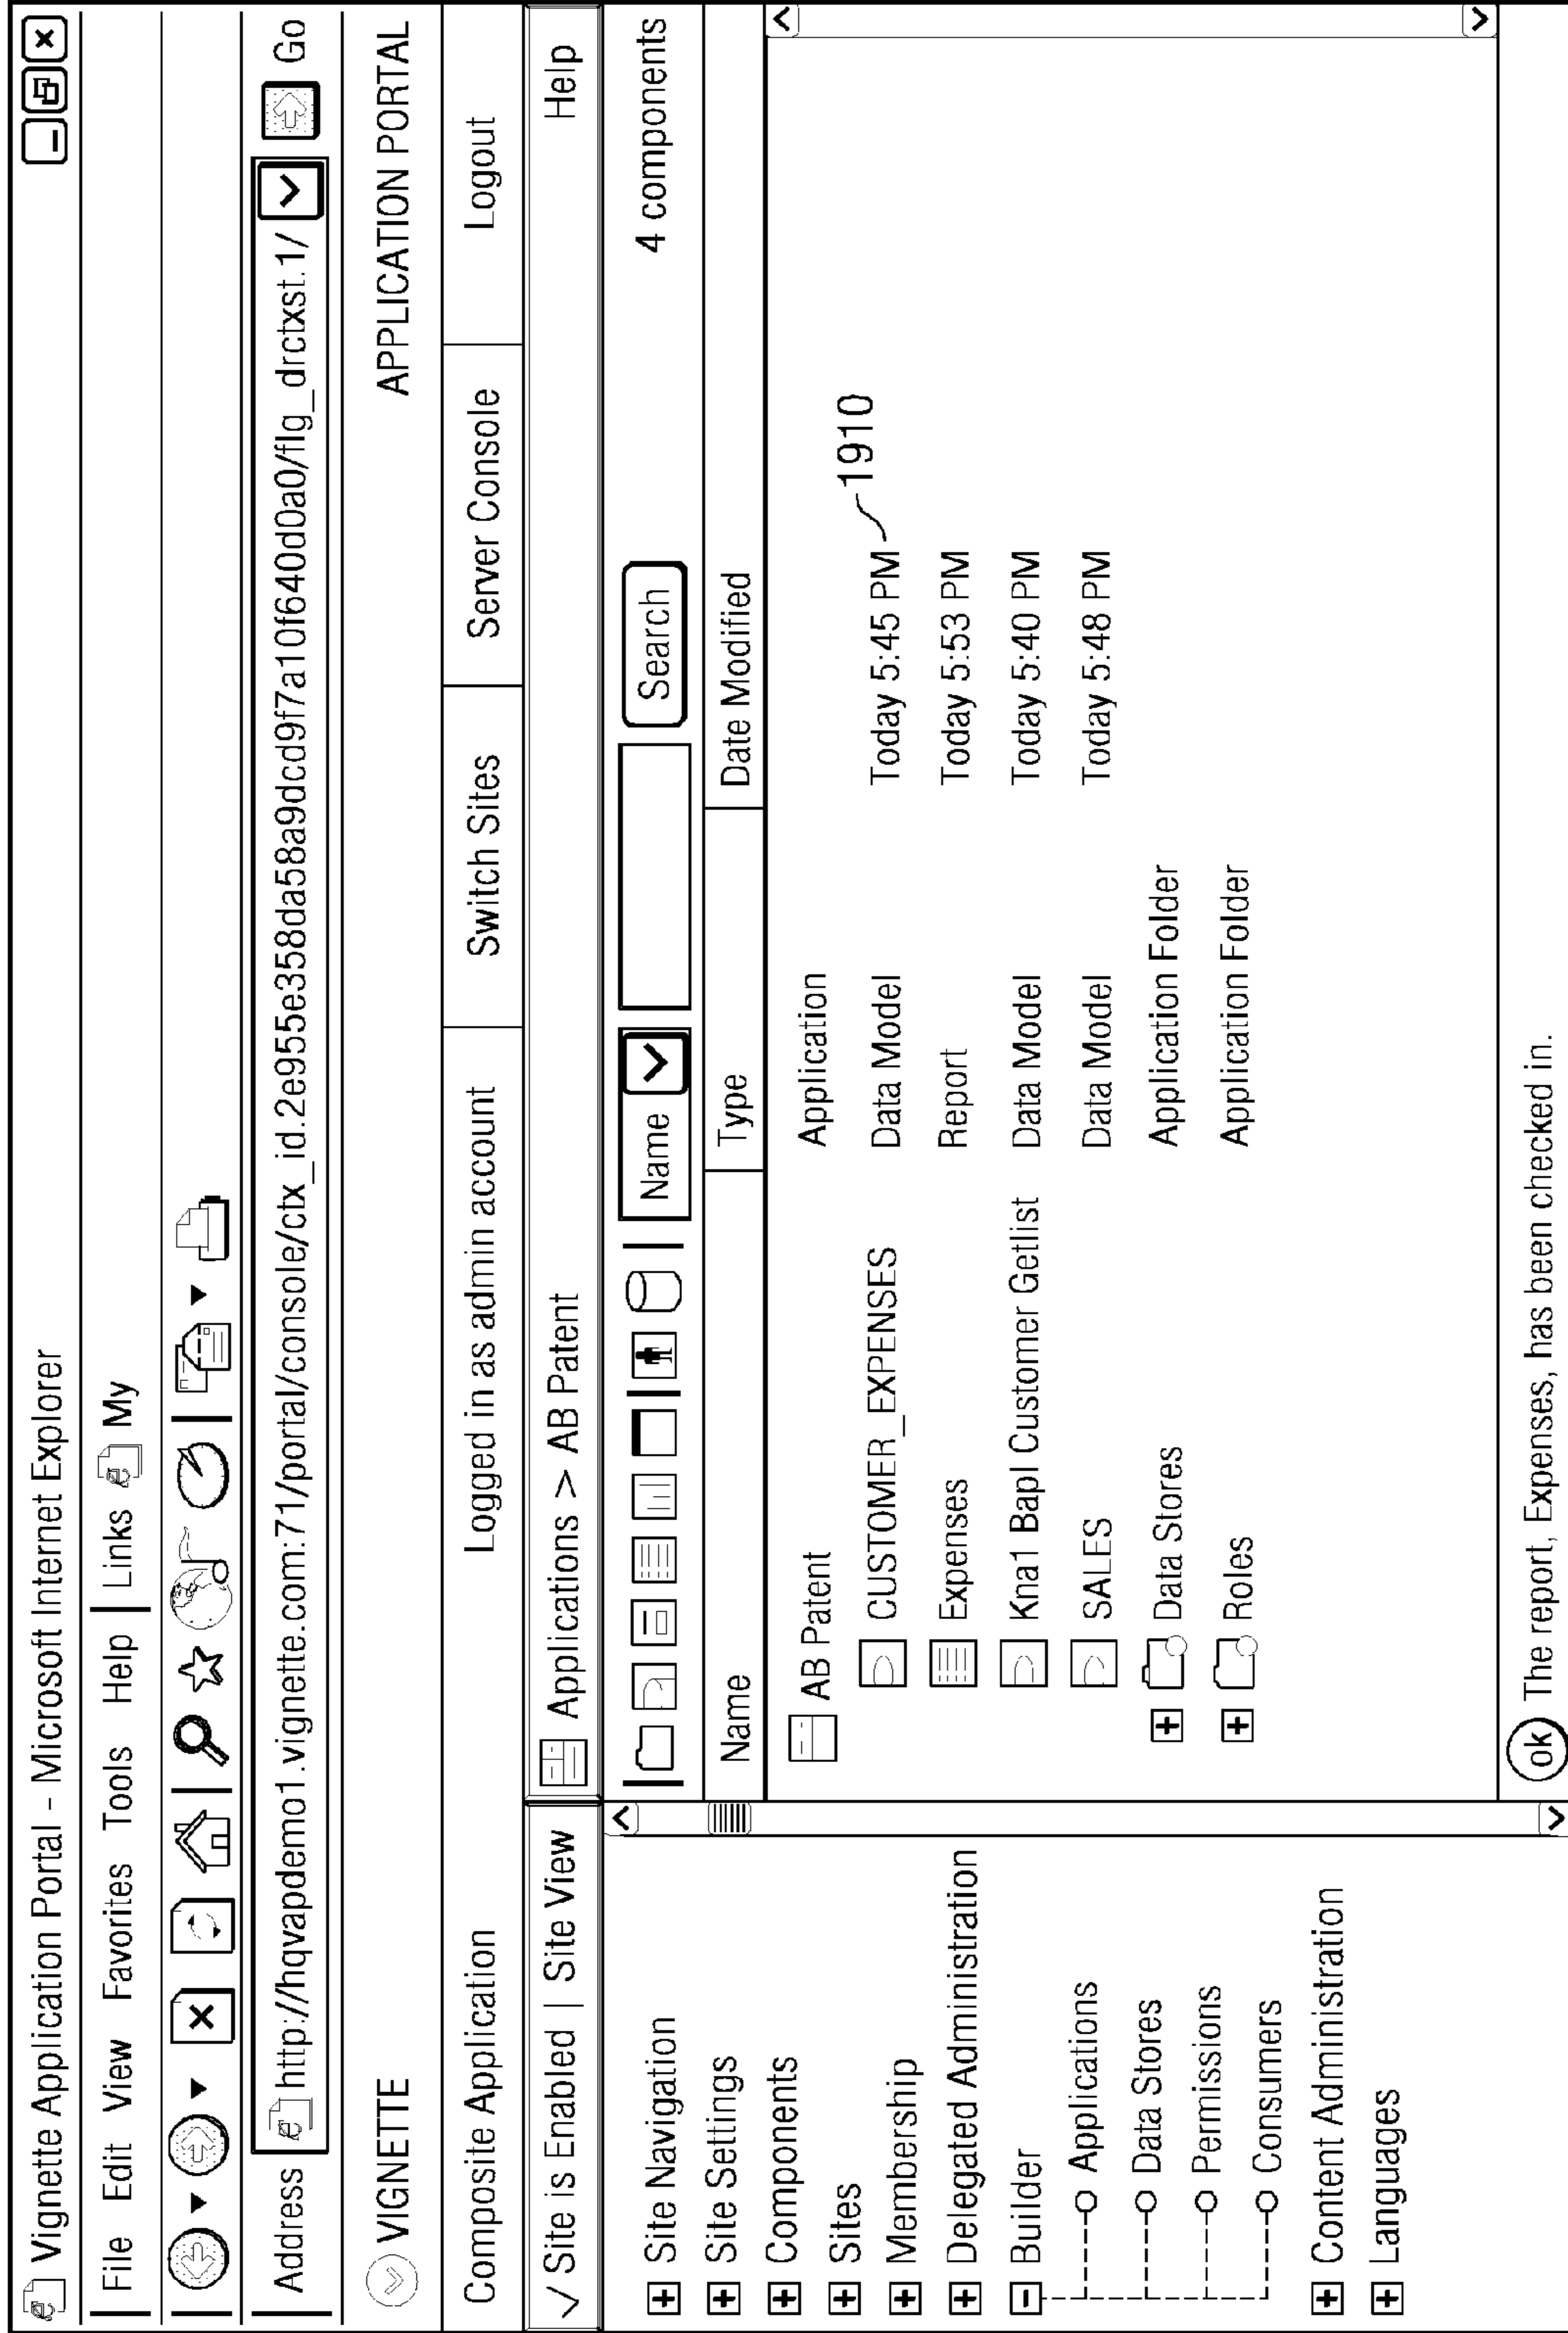 Vignette Application Portal - Microsoft Internet Explorer
File Edit View Favorites Tools Help Links My
Address http://hqvapdemo1.vignette.com:71/portal/console/ctx_id.2e955e358da58a9dcd9f7a10f640d0a0/flg_drctxst.1/ Go
VIGNETTE APPLICATION PORTAL
Composite Application Logged in as admin account Switch Sites Server Console Logout
Site is Enabled | Site View Applications > AB Patent Help
Name Search 4 components
Name Type Date Modified
Site Navigation
Site Settings
Components
Sites
Membership
Delegated Administration
Builder
Applications
Data Stores
Permissions
Consumers
Content Administration
Languages
AB Patent Application
CUSTOMER_EXPENSES Data Model Today 5:45 PM 1910
Expenses Report Today 5:53 PM
Kna1 BapI Customer Getlist Data Model Today 5:40 PM
SALES Data Model Today 5:48 PM
Data Stores Application Folder
Roles Application Folder
ok The report, Expenses, has been checked in.